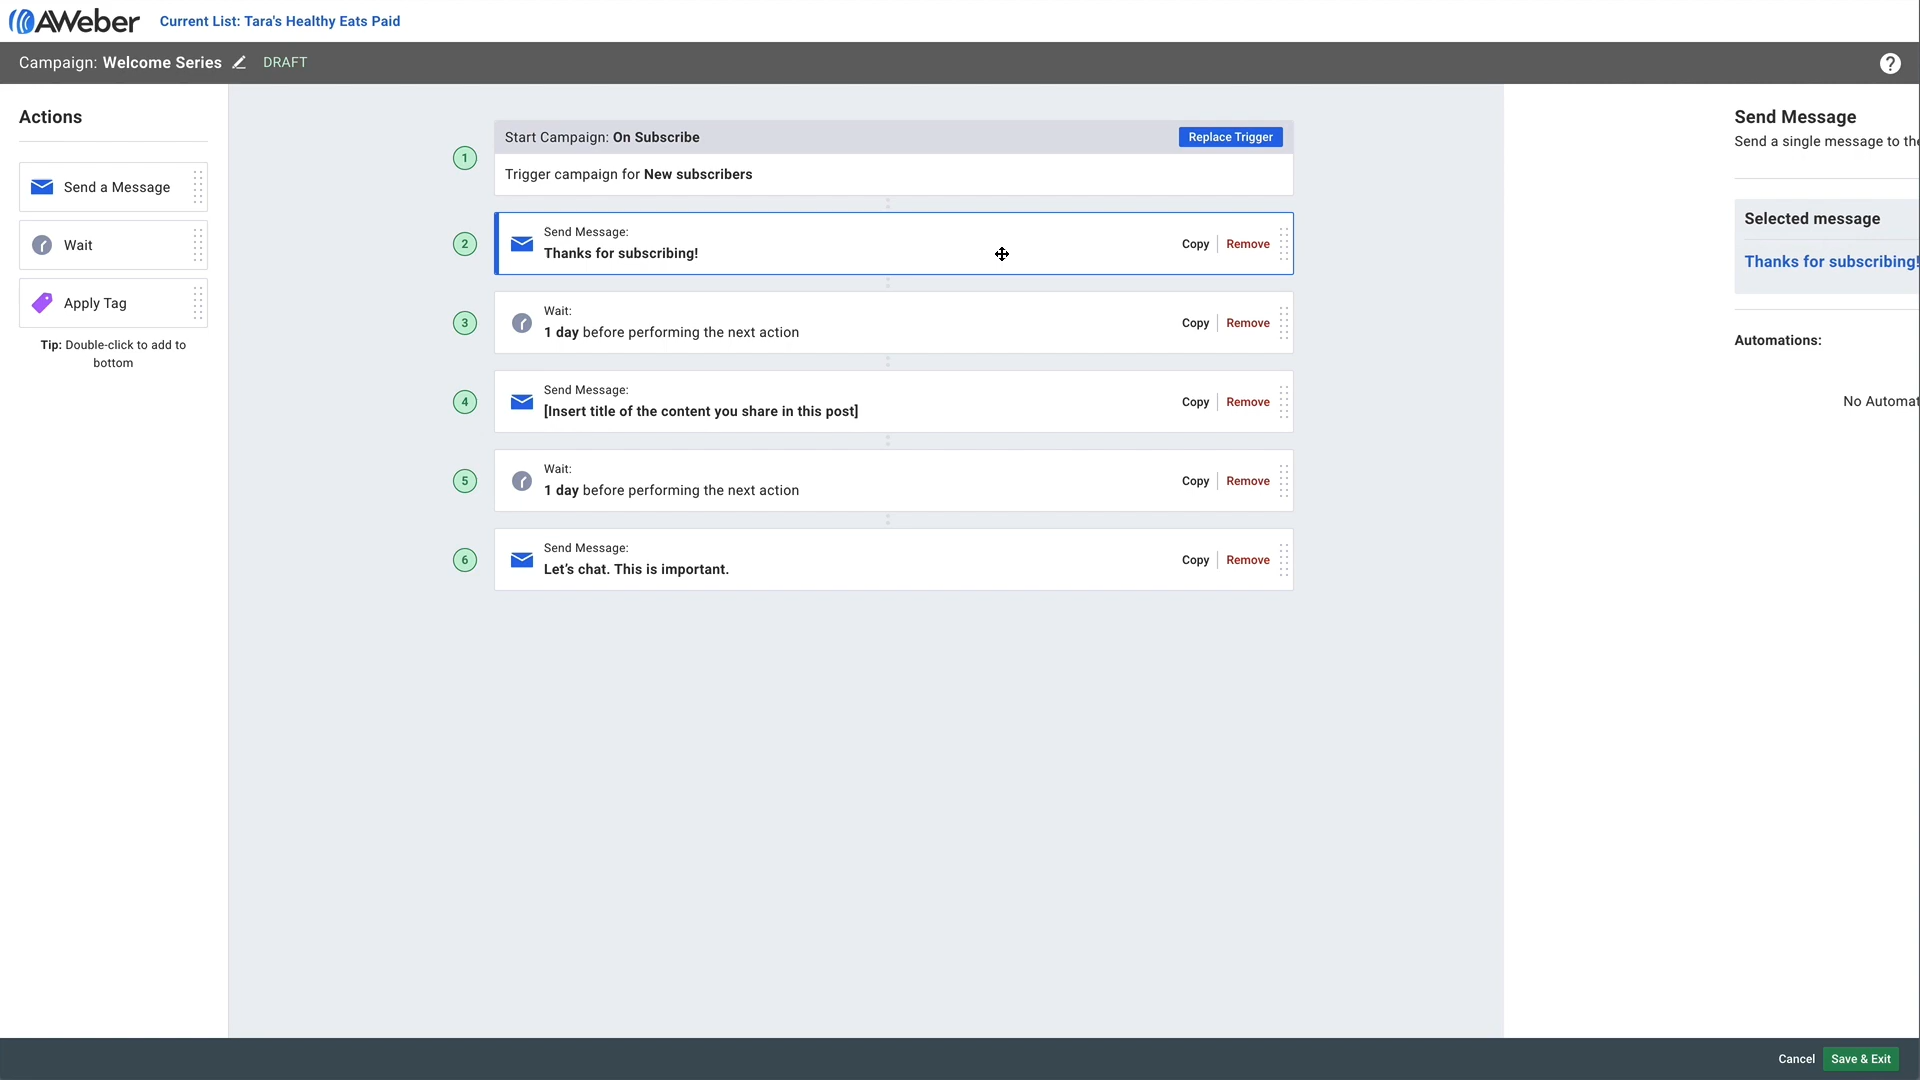 AWeber Current List: Tara's Healthy Eats Paid
Campaign: Welcome Series DRAFT ?
Actions
Send a Message
Wait
Apply Tag
Tip: Double-click to add to
bottom
1
Start Campaign: On Subscribe Replace Trigger
Trigger campaign for New subscribers
2
Send Message:
Thanks for subscribing!
Copy Remove
3
Wait:
1 day before performing the next action
Copy Remove
4
Send Message:
[Insert title of the content you share in this post]
Copy Remove
5
Wait:
1 day before performing the next action
Copy Remove
6
Send Message:
Let’s chat. This is important.
Copy Remove
Send Message
Send a single message to the
Selected message
Thanks for subscribing!
Automations:
No Automat
Cancel Save & Exit